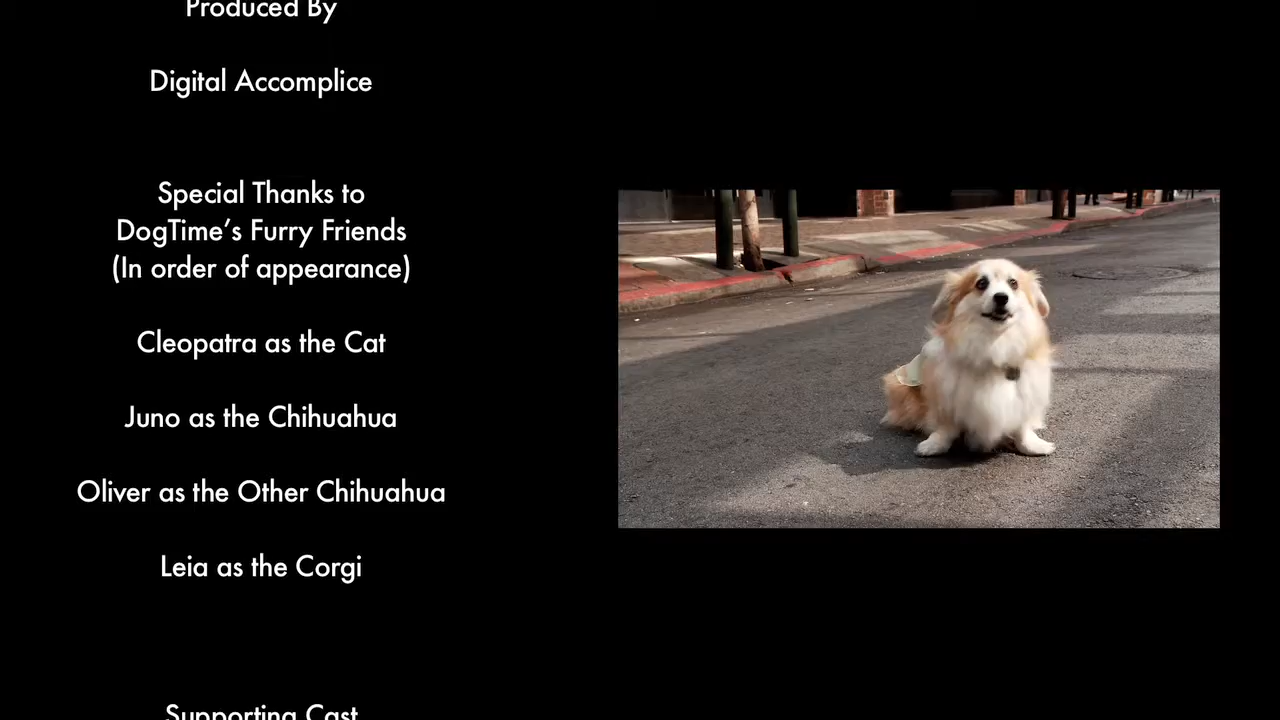 Produced By
Digital Accomplice
Special Thanks to
DogTime’s Furry Friends
(In order of appearance)
Cleopatra as the Cat
Juno as the Chihuahua
Oliver as the Other Chihuahua
Leia as the Corgi
Supporting Cast